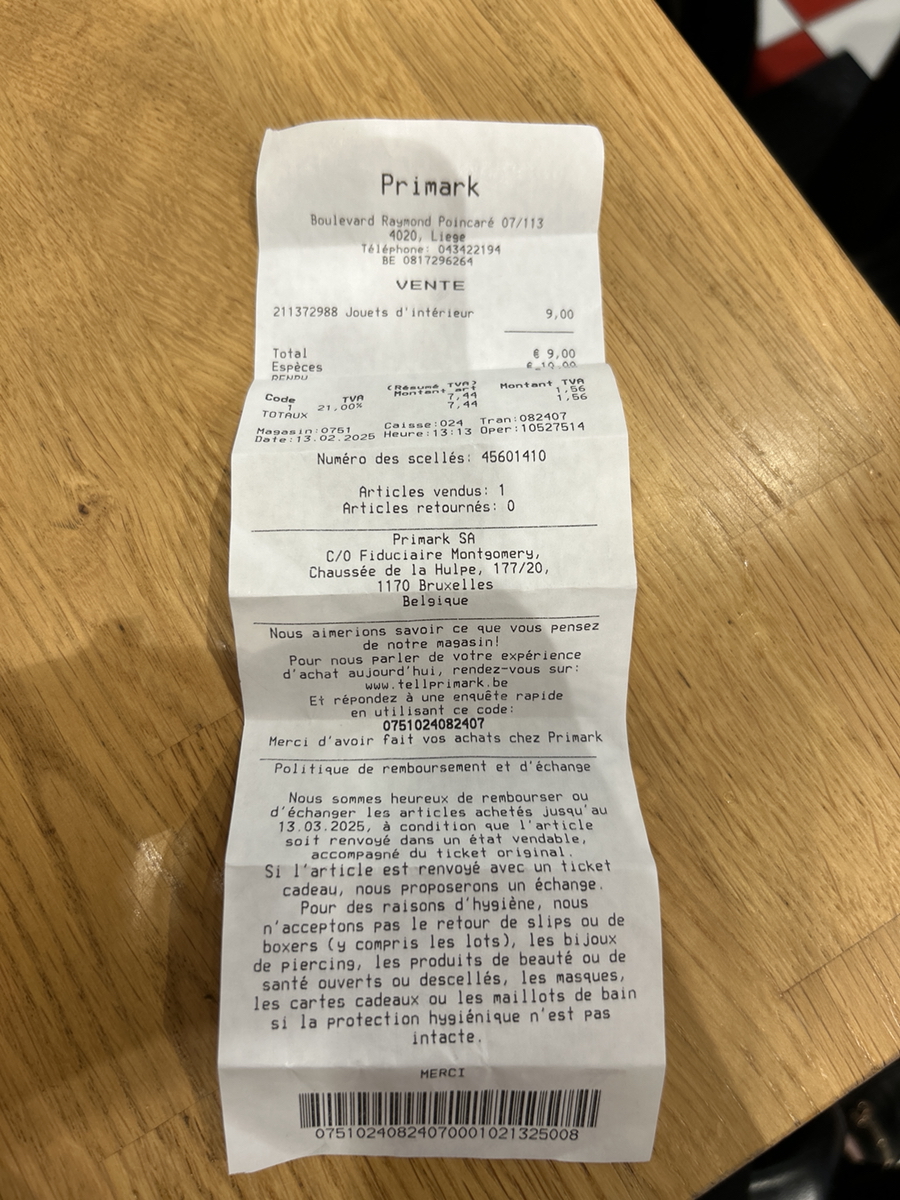 Primark
Boulevard Raymond Poincaré 07/113
4020, Liege
Téléphone: 043422194
BE 0817296264
VENTE
211372988 Jouets d'intérieur 9,00
Total € 9,00
Espèces € 10,00
RENDU
(Résumé TVA)
Code TVA Montant art Montant TVA
1 21,00% 7,44 1,56
TOTAUX 7,44 1,56
Magasin:0751 Caisse:024 Tran:082407
Date:13.02.2025 Heure:13:13 Oper:10527514
Numéro des scellés: 45601410
Articles vendus: 1
Articles retournés: 0
Primark SA
C/O Fiduciaire Montgomery,
Chaussée de la Hulpe, 177/20,
1170 Bruxelles
Belgique
Nous aimerions savoir ce que vous pensez
de notre magasin!
Pour nous parler de votre expérience
d'achat aujourd'hui, rendez-vous sur:
www.tellprimark.be
Et répondez à une enquête rapide
en utilisant ce code:
0751024082407
Merci d'avoir fait vos achats chez Primark
Politique de remboursement et d'échange
Nous sommes heureux de rembourser ou
d'échanger les articles achetés jusqu'au
13.03.2025, à condition que l'article
soit renvoyé dans un état vendable,
accompagné du ticket original.
Si l'article est renvoyé avec un ticket
cadeau, nous proposerons un échange.
Pour des raisons d'hygiène, nous
n'acceptons pas le retour de slips ou de
boxers (y compris les lots), les bijoux
de piercing, les produits de beauté ou de
santé ouverts ou descellés, les masques,
les cartes cadeaux ou les maillots de bain
si la protection hygiénique n'est pas
intacte.
MERCI
07510240824070001021325008